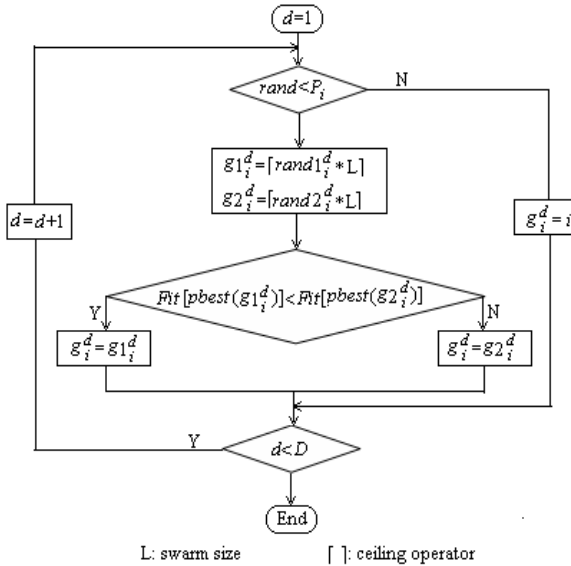 d=1
rand<P_i
N
g1_i^d=⌈rand1_i^d*L⌉
g2_i^d=⌈rand2_i^d*L⌉
d=d+1
g_i^d=i
Fit[pbest(g1_i^d)]<Fit[pbest(g2_i^d)]
Y
N
g_i^d=g1_i^d
g_i^d=g2_i^d
Y
d<D
End
L: swarm size
⌈ ⌉: ceiling operator